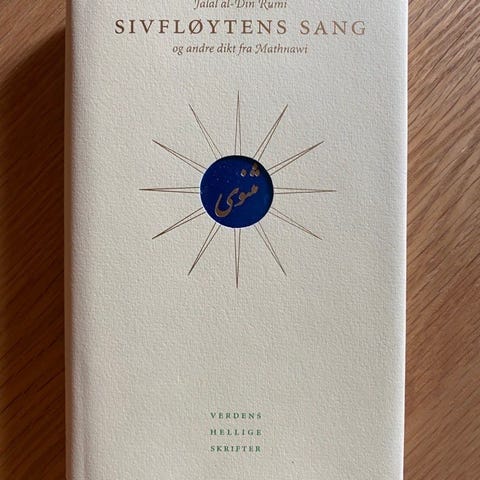 Jalal al-Din Rumi
SIVFLØYTENS SANG
og andre dikt fra Mathnawi
مثنوی
VERDENS
HELLIGE
SKRIFTER